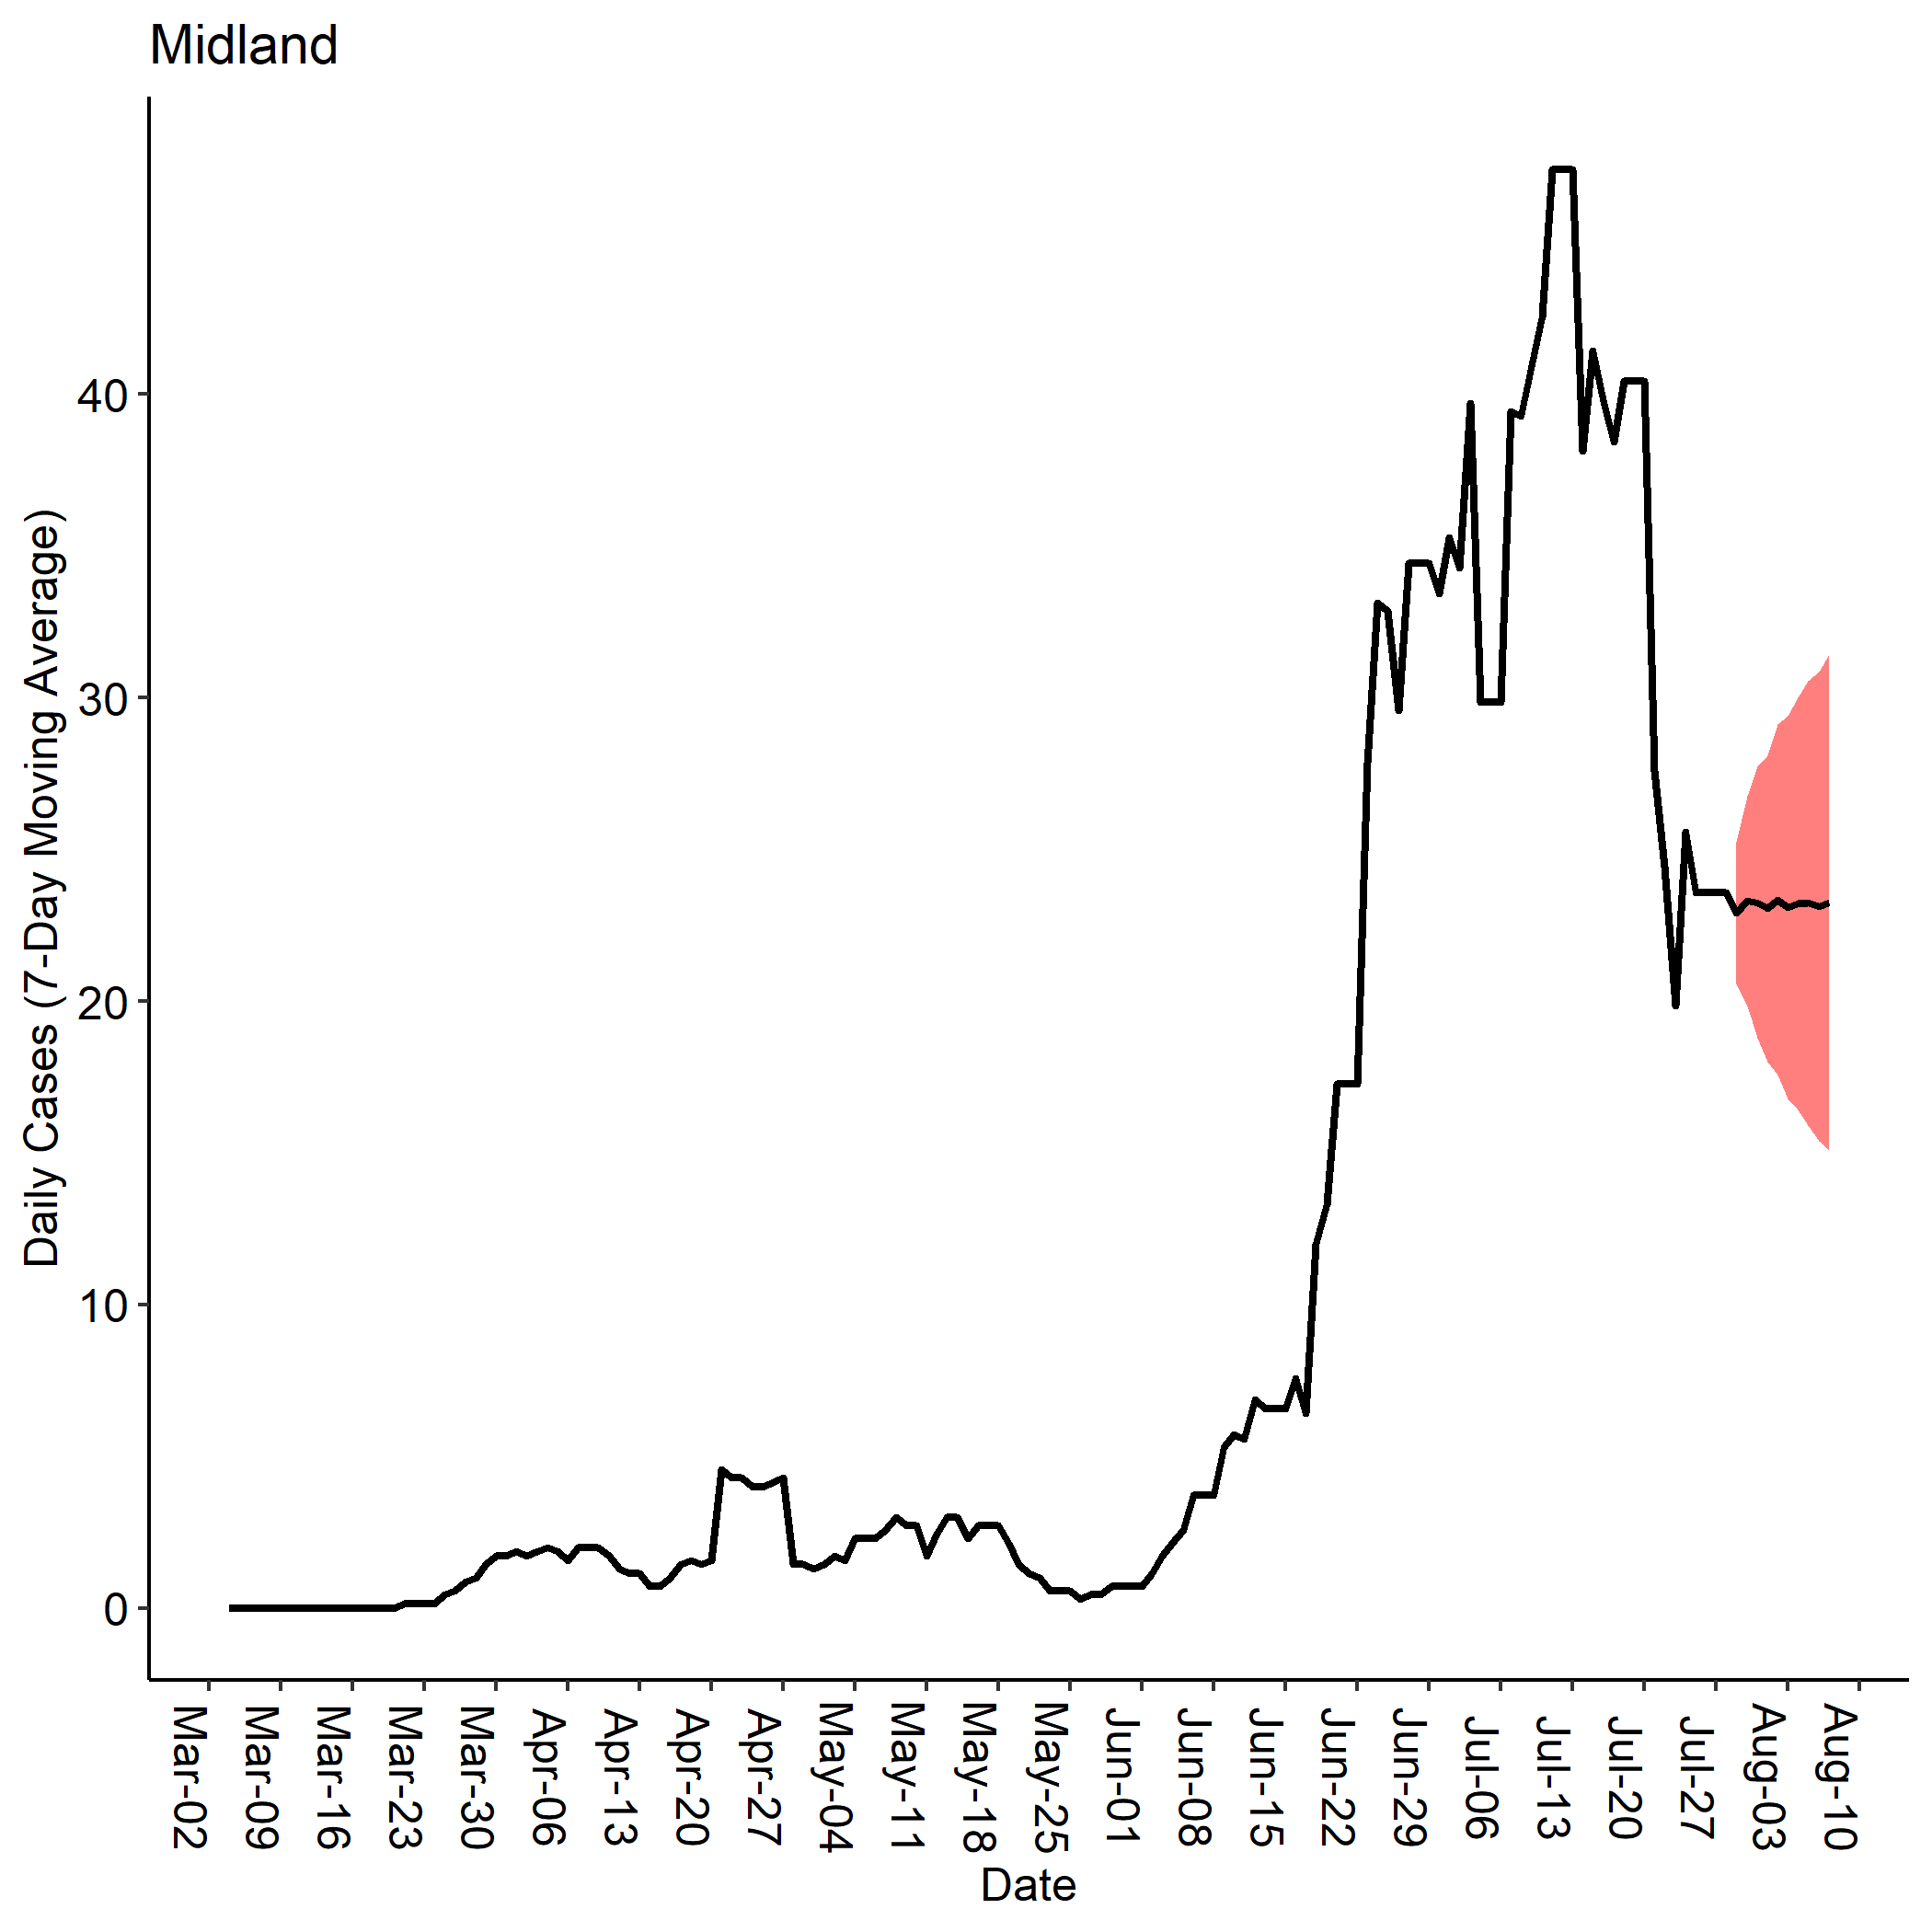 Midland
Daily Cases (7-Day Moving Average)
40
30
20
10
0
Mar-02
Mar-09
Mar-16
Mar-23
Mar-30
Apr-06
Apr-13
Apr-20
Apr-27
May-04
May-11
May-18
May-25
Jun-01
Jun-08
Jun-15
Jun-22
Jun-29
Jul-06
Jul-13
Jul-20
Jul-27
Aug-03
Aug-10
Date